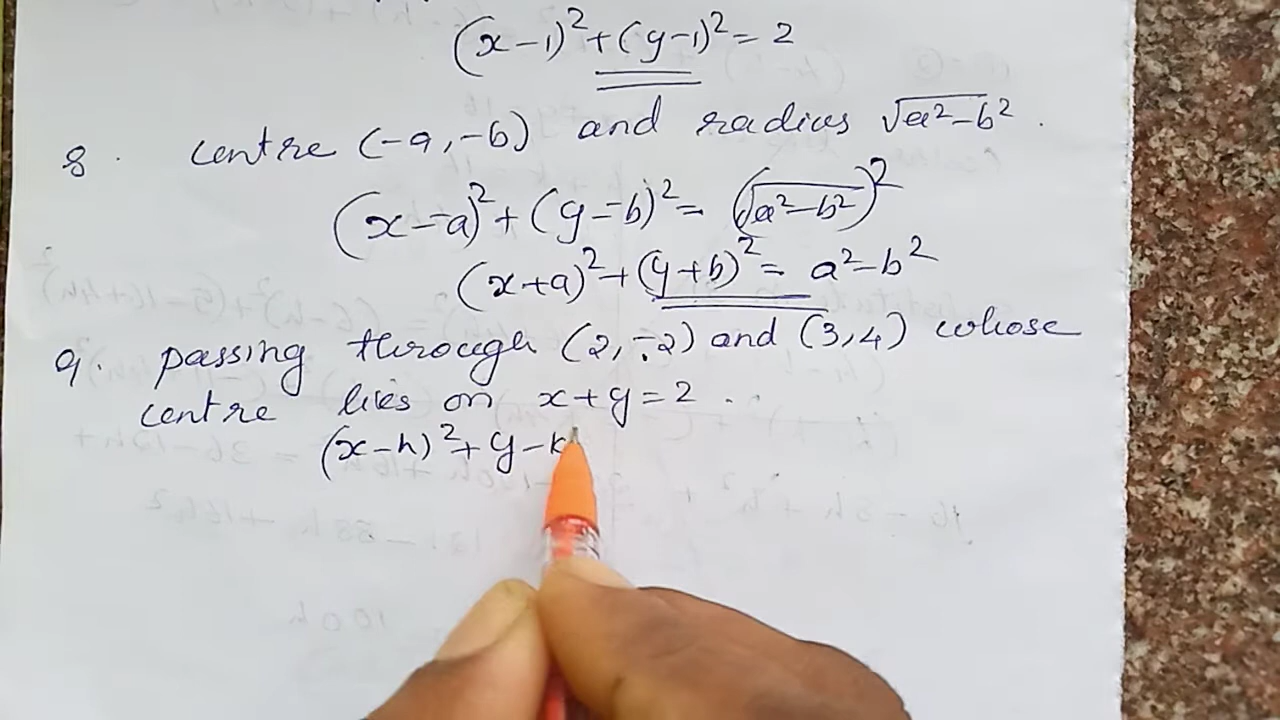 (x-1)²+(y-1)²=2
8. centre (-a,-b) and radius √a²-b².
(x--a)²+(y--b)²=(√a²-b²)²
(x+a)²+(y+b)²=a²-b²
9. passing through (2,-2) and (3,4) whose
centre lies on x+y=2.
(x-h)²+y-k